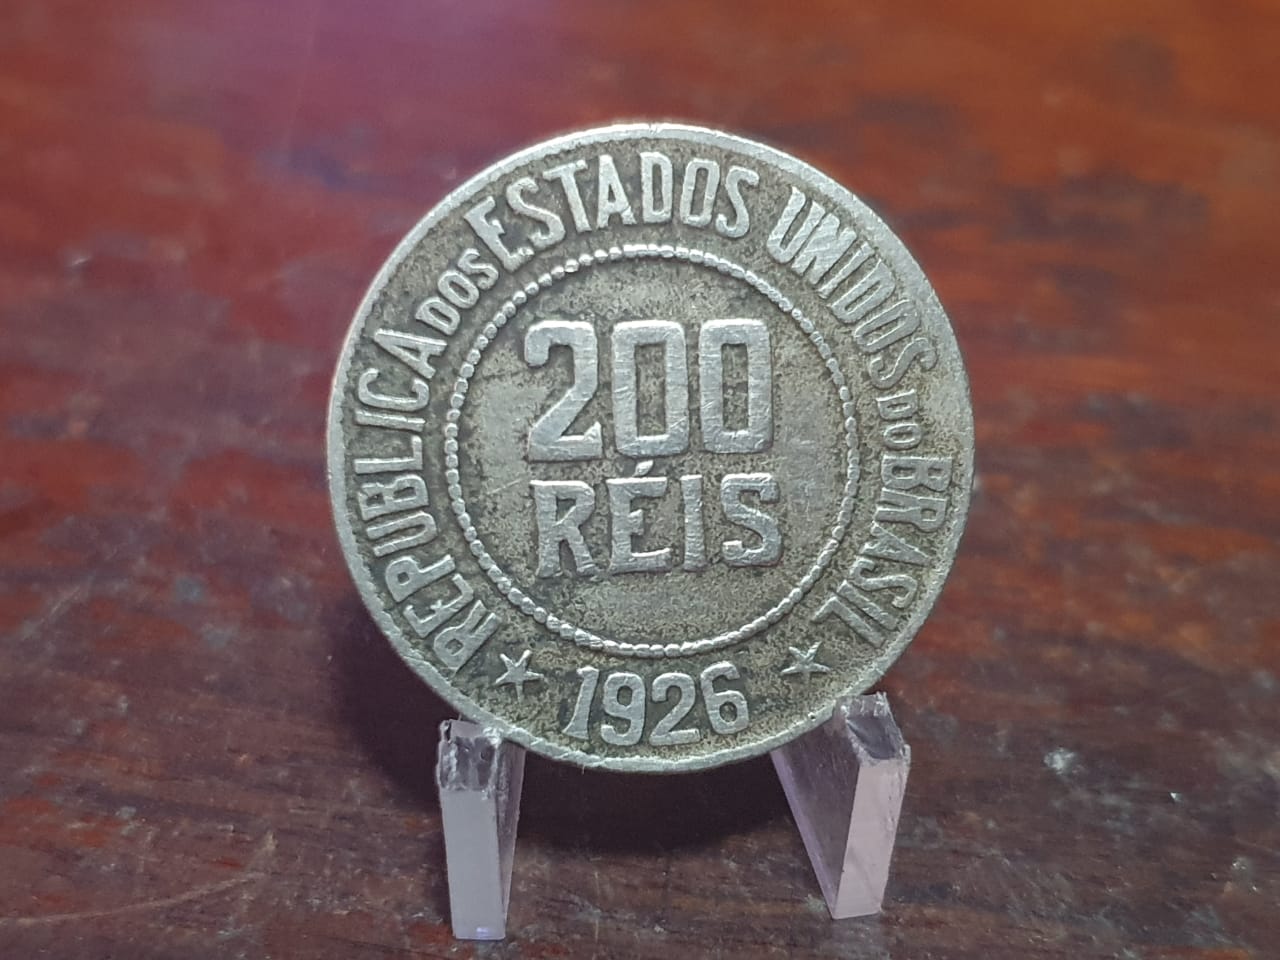 REPUBLICA DOS ESTADOS UNIDOS DO BRASIL
200
RÉIS
1926